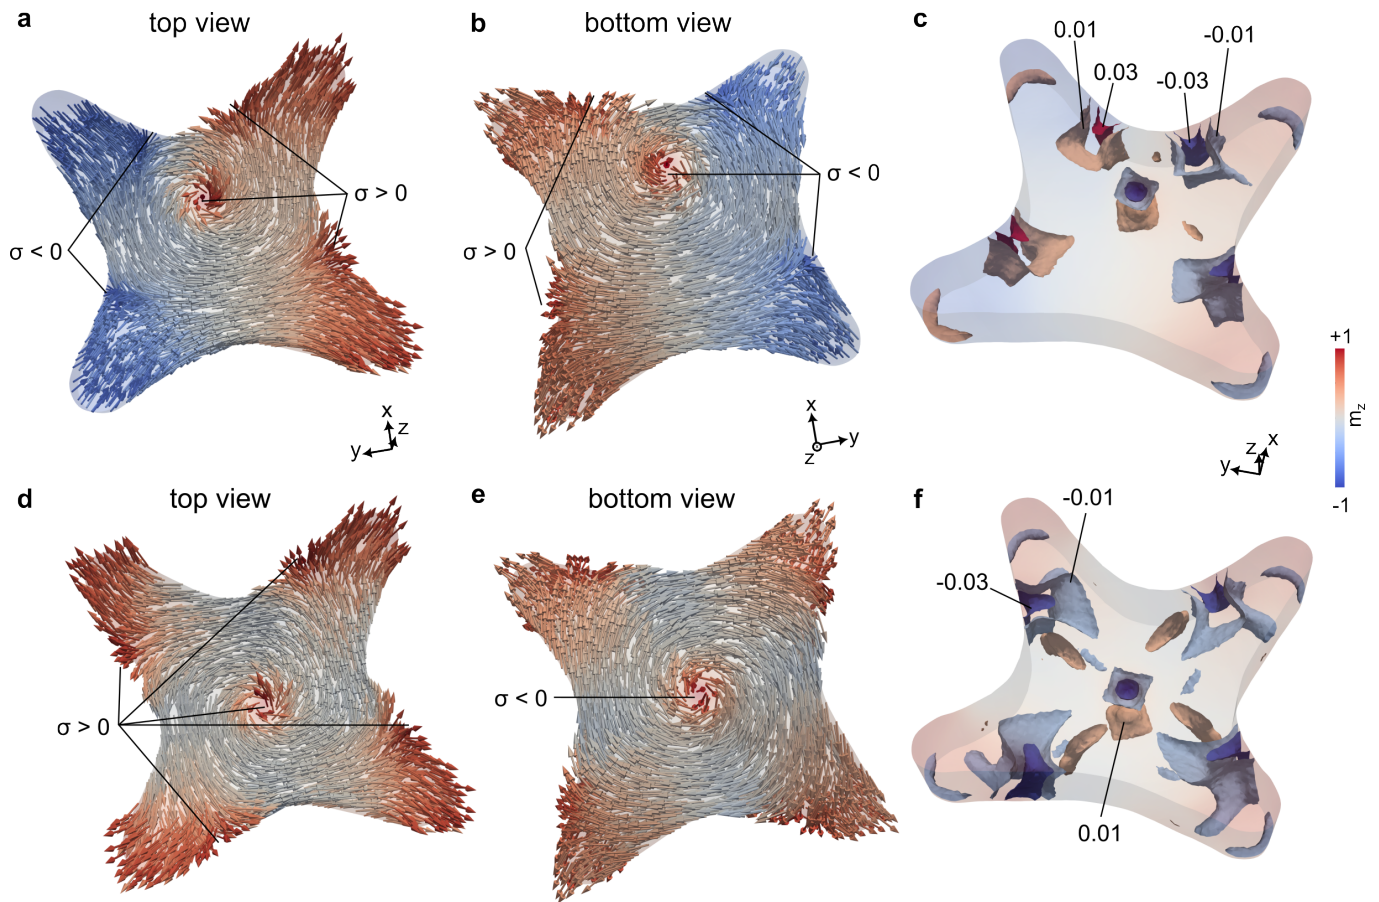 a top view
σ > 0
σ < 0
x
z
y
b bottom view
σ < 0
σ > 0
x
y
z
c
0.01
0.03
-0.03
-0.01
+1
m_z
-1
z x
y
d top view
σ > 0
e bottom view
σ < 0
f
-0.01
-0.03
0.01